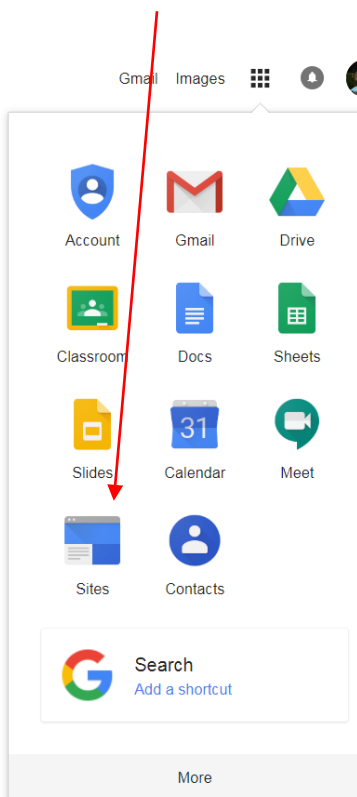 Gmail Images
Account Gmail Drive
Classroom Docs Sheets
31
Slides Calendar Meet
Sites Contacts
Search
Add a shortcut
More